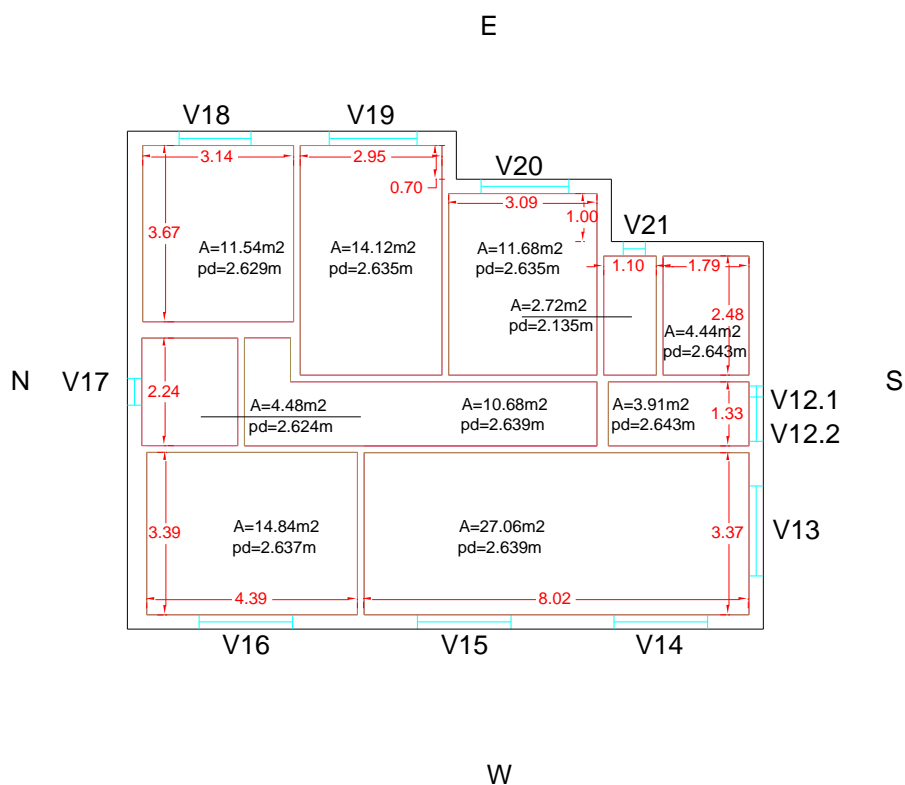 E
V18
V19
V20
V21
3.14
2.95
0.70
3.09
1.00
1.10
1.79
3.67
A=11.54m2
pd=2.629m
A=14.12m2
pd=2.635m
A=11.68m2
pd=2.635m
A=2.72m2
pd=2.135m
2.48
A=4.44m2
pd=2.643m
N
V17
2.24
A=4.48m2
pd=2.624m
A=10.68m2
pd=2.639m
A=3.91m2
pd=2.643m
1.33
V12.1
V12.2
S
3.39
A=14.84m2
pd=2.637m
A=27.06m2
pd=2.639m
3.37
V13
4.39
8.02
V16
V15
V14
W